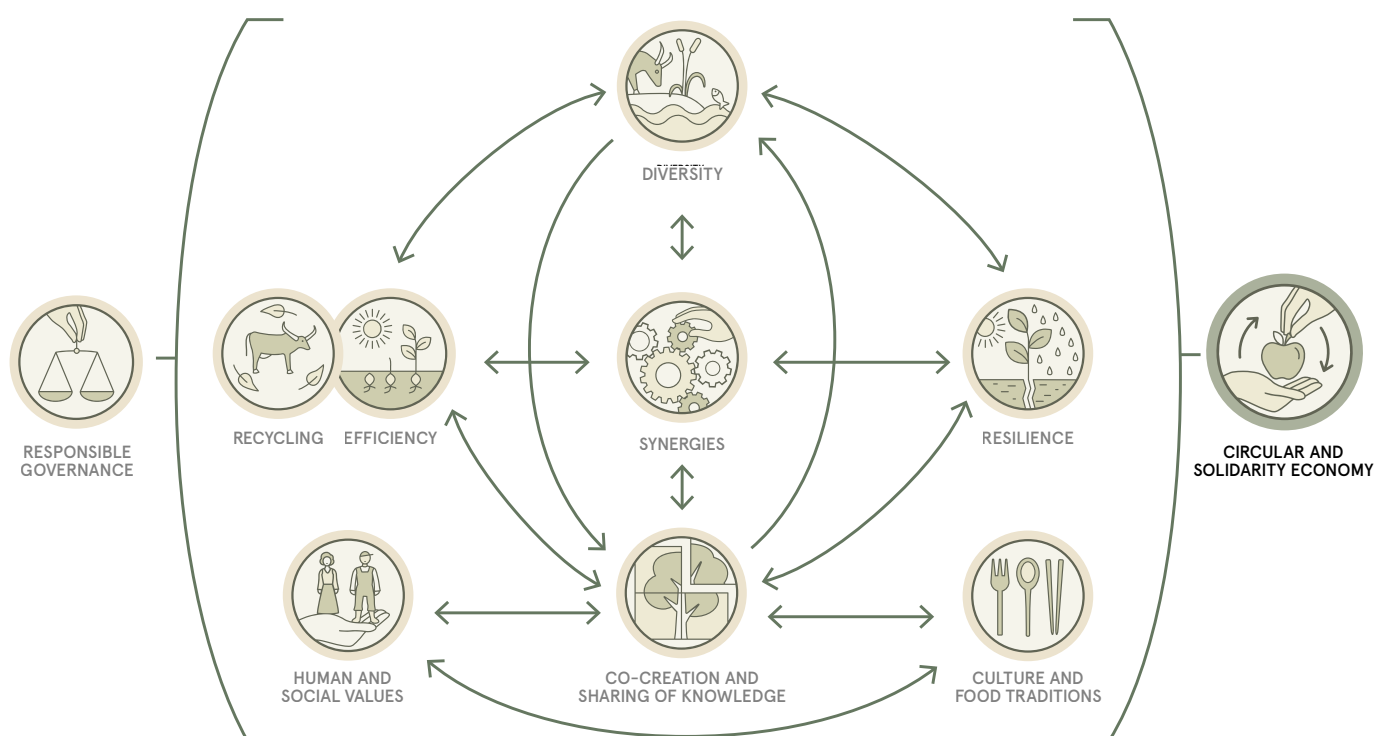 DIVERSITY
RECYCLING
EFFICIENCY
SYNERGIES
RESILIENCE
RESPONSIBLE
GOVERNANCE
CIRCULAR AND
SOLIDARITY ECONOMY
HUMAN AND
SOCIAL VALUES
CO-CREATION AND
SHARING OF KNOWLEDGE
CULTURE AND
FOOD TRADITIONS